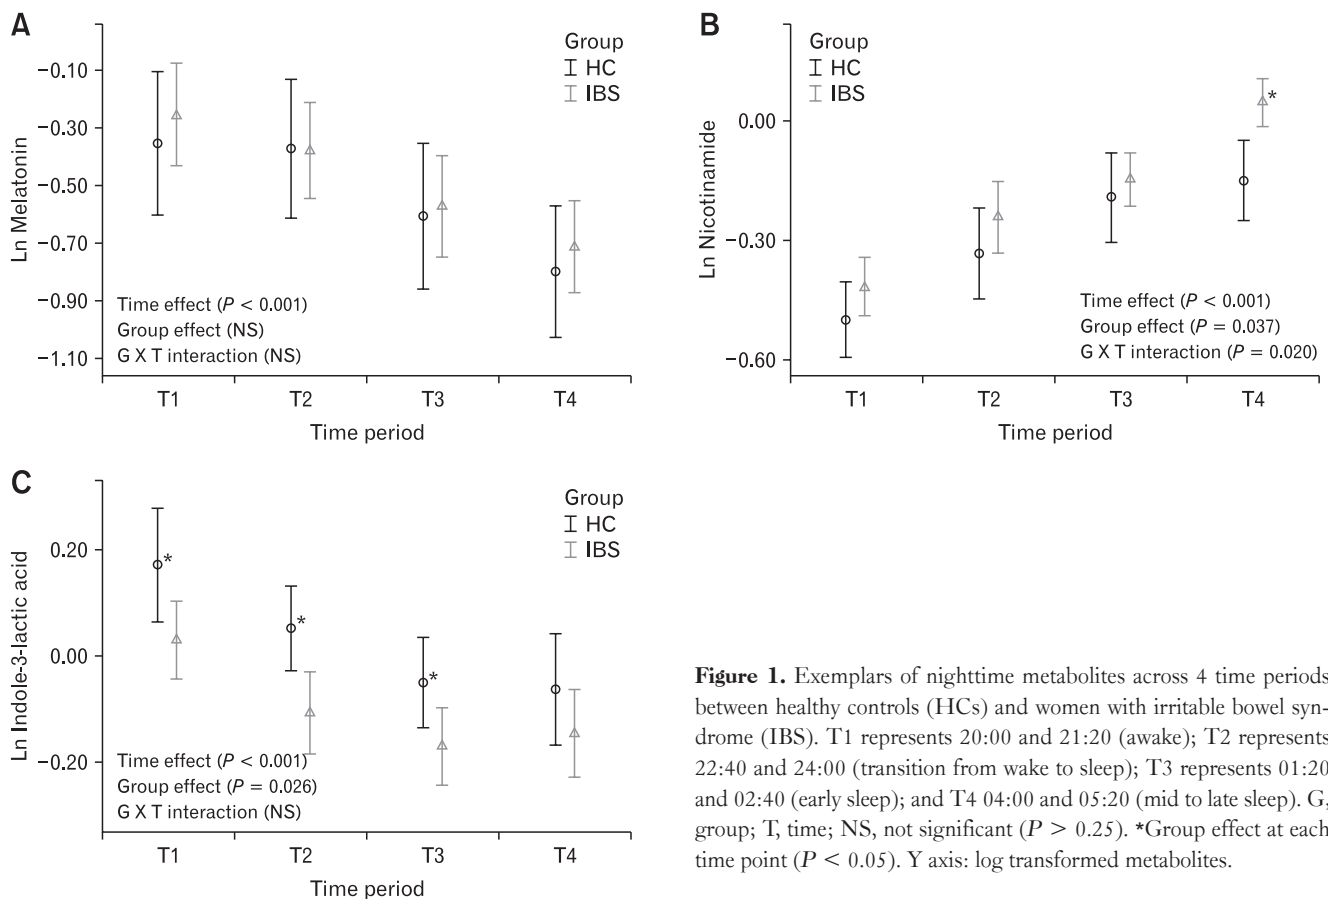 A
Group
HC
IBS
−0.10
−0.30
−0.50
−0.70
−0.90
−1.10
Ln Melatonin
Time effect (P < 0.001)
Group effect (NS)
G X T interaction (NS)
T1 T2 T3 T4
Time period
B
Group
HC
IBS
0.00
−0.30
−0.60
Ln Nicotinamide
*
Time effect (P < 0.001)
Group effect (P = 0.037)
G X T interaction (P = 0.020)
T1 T2 T3 T4
Time period
C
Group
HC
IBS
0.20
0.00
−0.20
Ln Indole-3-lactic acid
*
*
*
Time effect (P < 0.001)
Group effect (P = 0.026)
G X T interaction (NS)
T1 T2 T3 T4
Time period
Figure 1. Exemplars of nighttime metabolites across 4 time periods
between healthy controls (HCs) and women with irritable bowel syn-
drome (IBS). T1 represents 20:00 and 21:20 (awake); T2 represents
22:40 and 24:00 (transition from wake to sleep); T3 represents 01:20
and 02:40 (early sleep); and T4 04:00 and 05:20 (mid to late sleep). G,
group; T, time; NS, not significant (P > 0.25). *Group effect at each
time point (P < 0.05). Y axis: log transformed metabolites.